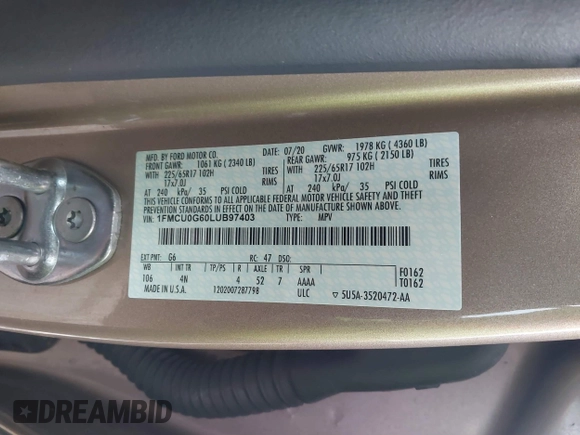 MFD. BY FORD MOTOR CO.
DATE: 07/20 GVWR: 1978 KG ( 4360 LB)
FRONT GAWR: 1061 KG ( 2340 LB) REAR GAWR: 975 KG ( 2150 LB)
WITH 225/65R17 102H TIRES WITH 225/65R17 102H TIRES
17x7.0J RIMS 17x7.0J RIMS
AT 240 kPa/ 35 PSI COLD AT 240 kPa/ 35 PSI COLD
THIS VEHICLE CONFORMS TO ALL APPLICABLE FEDERAL MOTOR VEHICLE SAFETY AND
BUMPER STANDARDS IN EFFECT ON THE DATE OF MANUFACTURE SHOWN ABOVE.
VIN: 1FMCU0G60LUB97403 TYPE: MPV
EXT PNT: G6 RC: 47 DSO:
WB INT TR TP/PS R AXLE TR SPR F0162
106 4N 4 52 7 AAAA T0162
MADE IN U.S.A. 1202007287798 ULC ▽ 5U5A-3520472-AA
DREAMBID